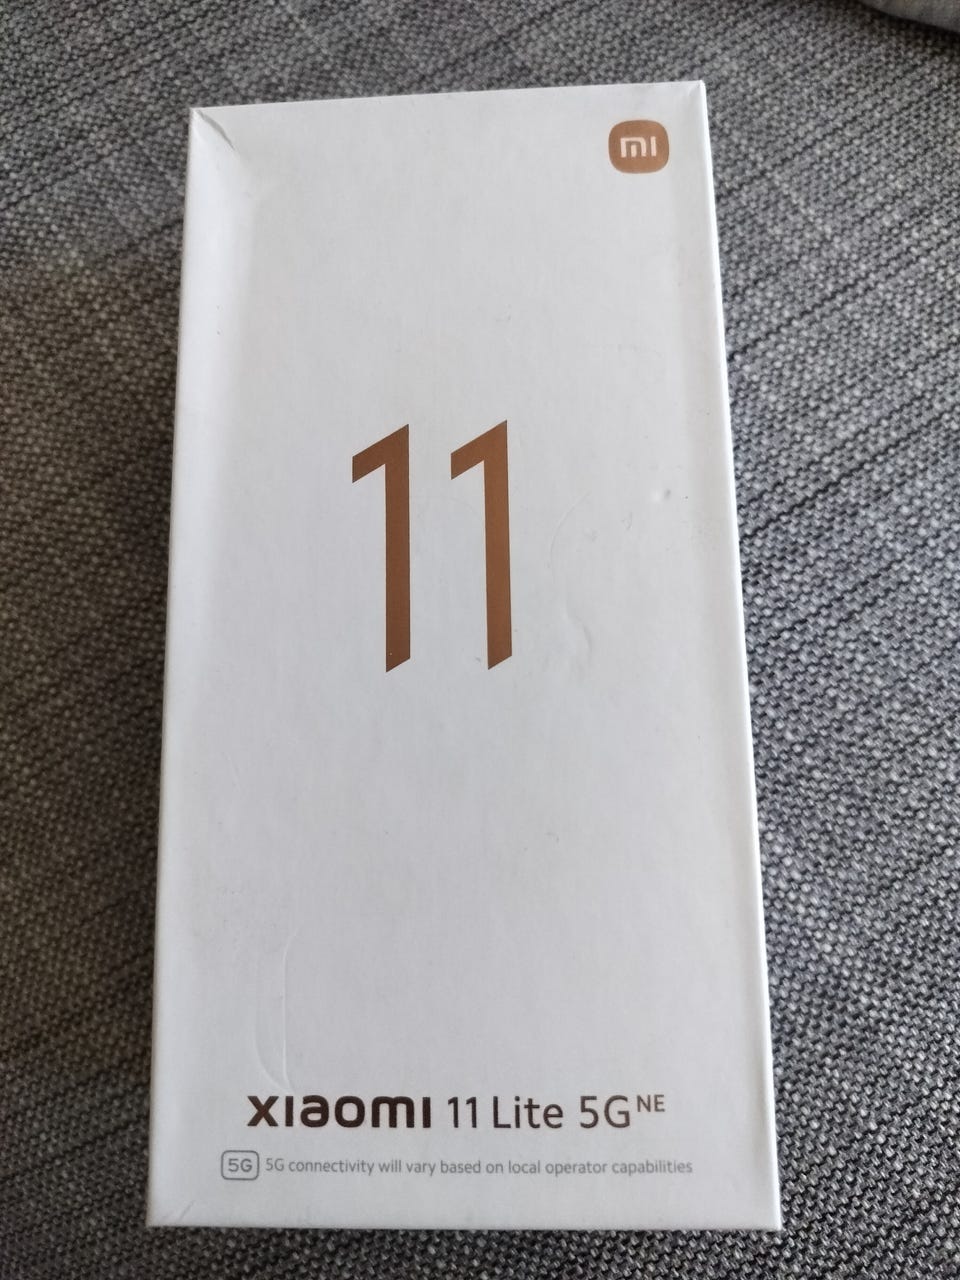 mi
11
xiaomi 11 Lite 5G NE
5G 5G connectivity will vary based on local operator capabilities